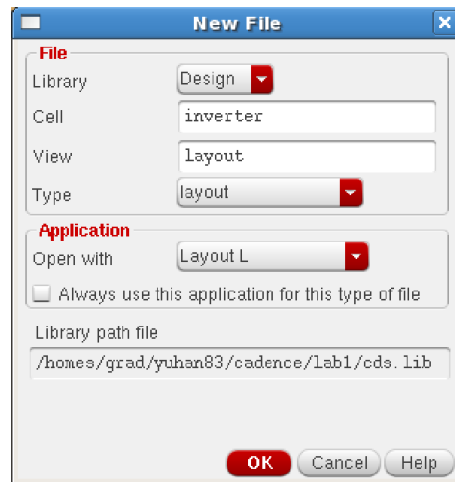 New File
File
Library Design
Cell inverter
View layout
Type layout
Application
Open with Layout L
Always use this application for this type of file
Library path file
/homes/grad/yuhan83/cadence/lab1/cds.lib
OK Cancel Help